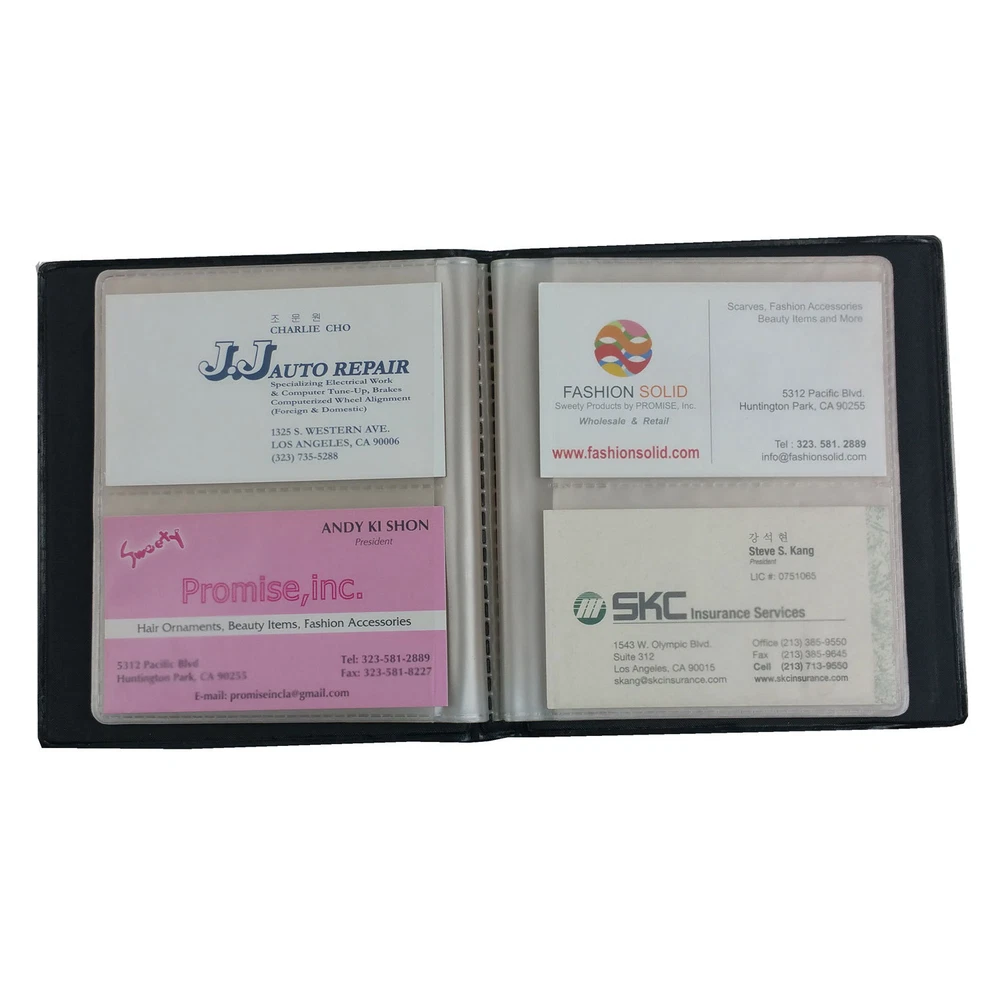 조 운 원
CHARLIE CHO
J.J AUTO REPAIR
Specializing Electrical Work
& Computer Tune-Up, Brakes
Computerized Wheel Alignment
(Foreign & Domestic)
1325 S. WESTERN AVE.
LOS ANGELES, CA 90006
(323) 735-5288
Sweety
ANDY KI SHON
President
Promise,inc.
Hair Ornaments, Beauty Items, Fashion Accessories
5312 Pacific Blvd
Huntington Park, CA 90255
Tel: 323-581-2889
Fax: 323-581-8227
E-mail: promiseincla@gmail.com
Scarves, Fashion Accessories
Beauty Items and More
FASHION SOLID
Sweety Products by PROMISE, Inc.
Wholesale & Retail
www.fashionsolid.com
5312 Pacific Blvd.
Huntington Park, CA 90255
Tel : 323. 581. 2889
info@fashionsolid.com
강 석 현
Steve S. Kang
President
LIC #: 0751065
SKC Insurance Services
1543 W. Olympic Blvd.
Suite 312
Los Angeles, CA 90015
skang@skcinsurance.com
Office (213) 385-9550
Fax (213) 385-9645
Cell (213) 713-9550
www.skcinsurance.com